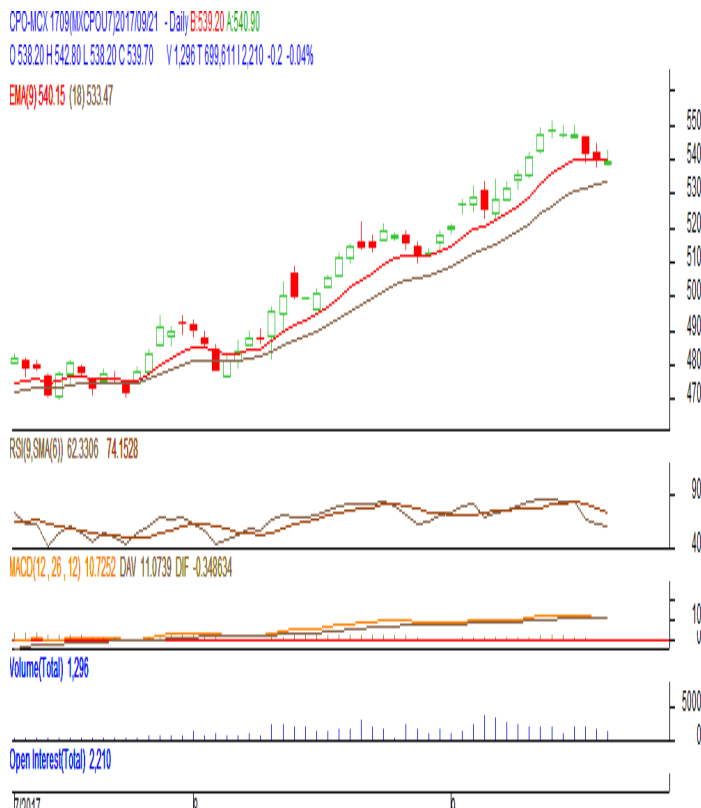 CPO-MCX 1709(MXCPOU7)2017/09/21 - Daily B:539.20 A:540.90
O 538.20 H 542.80 L 538.20 C 539.70 V 1,296 T 699,611 I 2,210 -0.2 -0.04%
EMA(9) 540.15 (18) 533.47
550
540
530
520
510
500
490
480
470
RSI(9,SMA(6)) 62.3306 74.1528
90
40
MACD(12 , 26 , 12) 10.7252 DAV 11.0739 DIF -0.348634
10
0
Volume(Total) 1,296
5000
0
Open Interest(Total) 2,210
7/2017